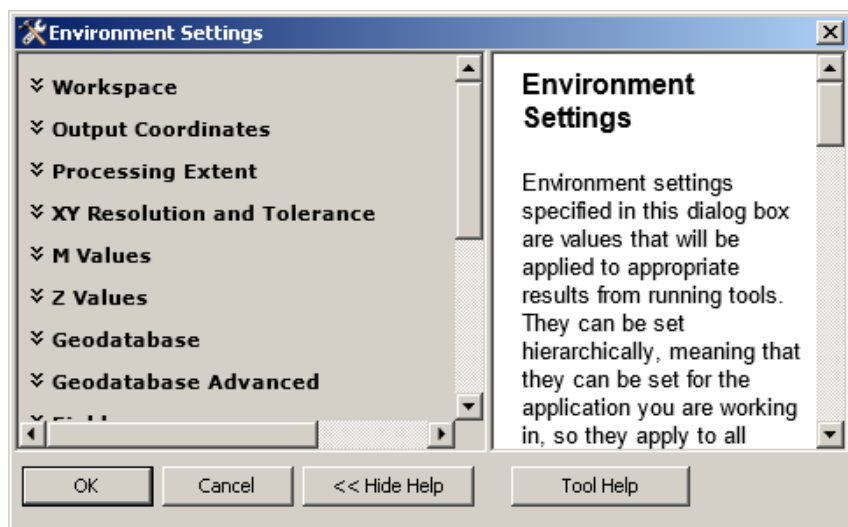 Environment Settings
Workspace
Output Coordinates
Processing Extent
XY Resolution and Tolerance
M Values
Z Values
Geodatabase
Geodatabase Advanced
Environment
Settings
Environment settings
specified in this dialog box
are values that will be
applied to appropriate
results from running tools.
They can be set
hierarchically, meaning that
they can be set for the
application you are working
in, so they apply to all
OK
Cancel
<< Hide Help
Tool Help